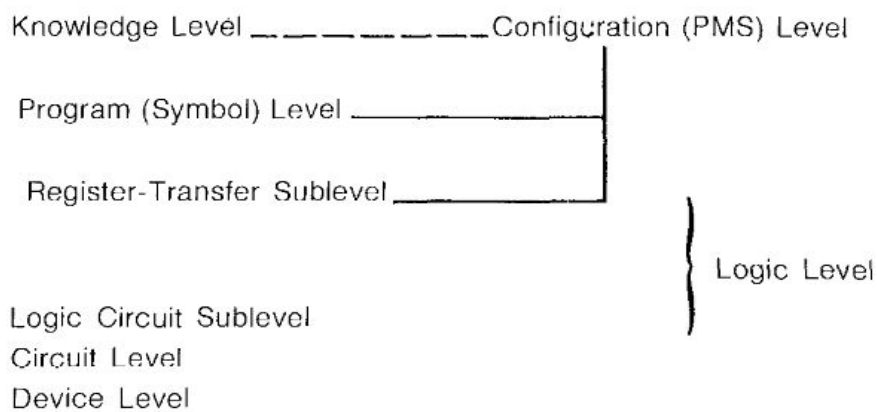 Knowledge Level Configuration (PMS) Level
Program (Symbol) Level
Register-Transfer Sublevel
Logic Level
Logic Circuit Sublevel
Circuit Level
Device Level